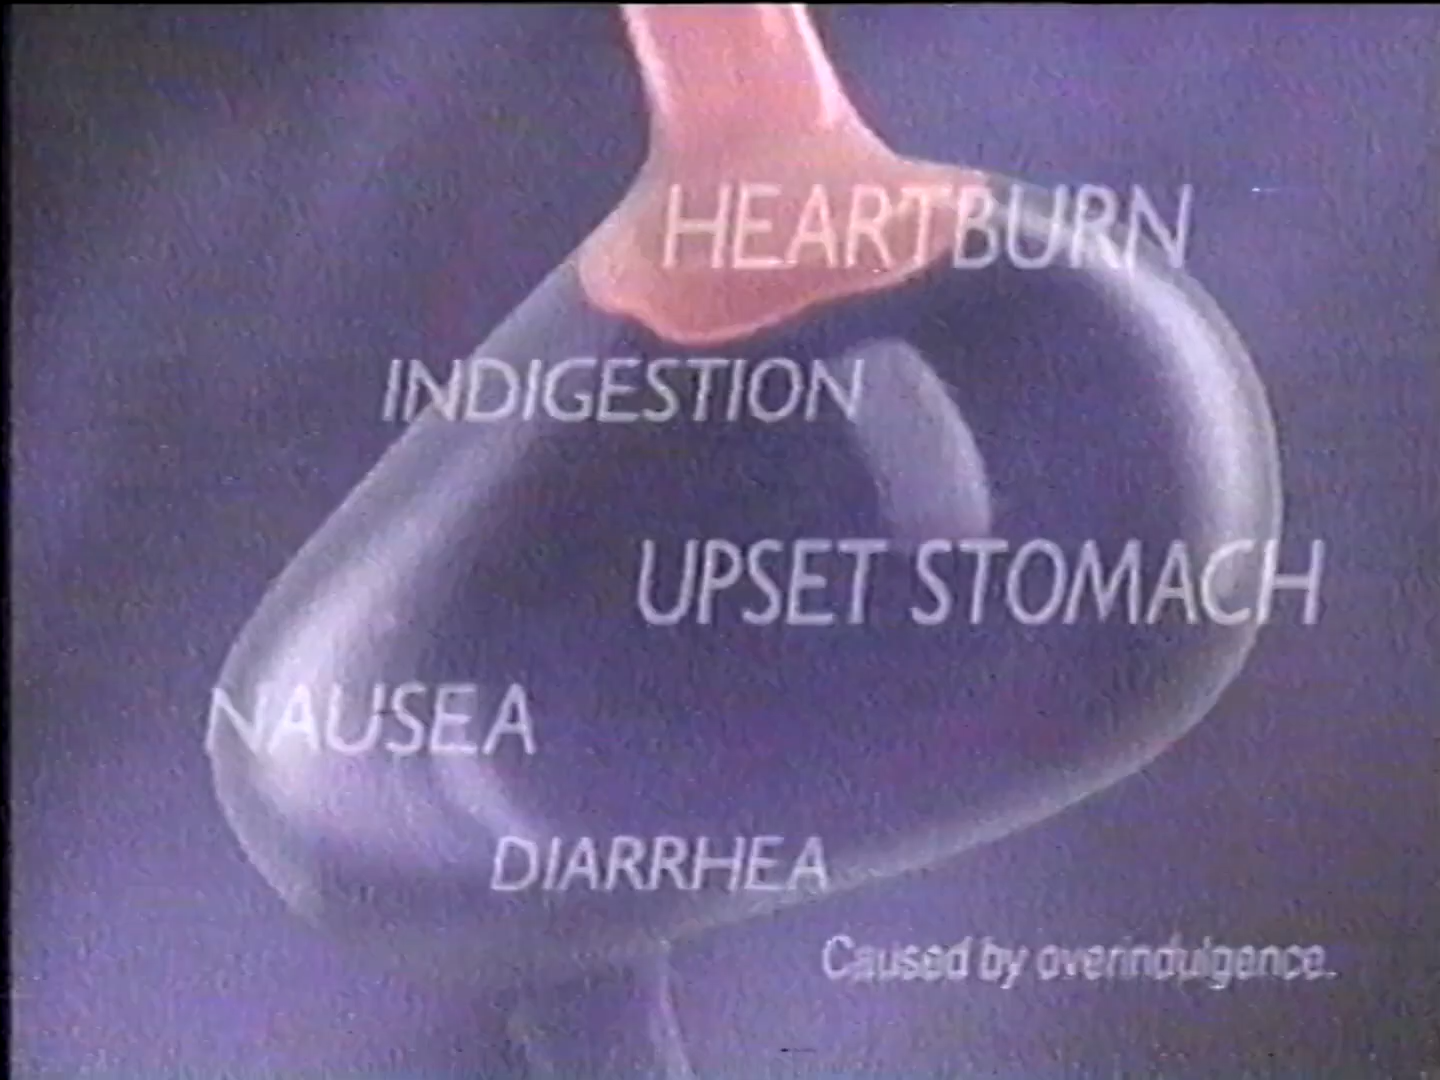 HEARTBURN
INDIGESTION
UPSET STOMACH
NAUSEA
DIARRHEA
Caused by overindulgence.